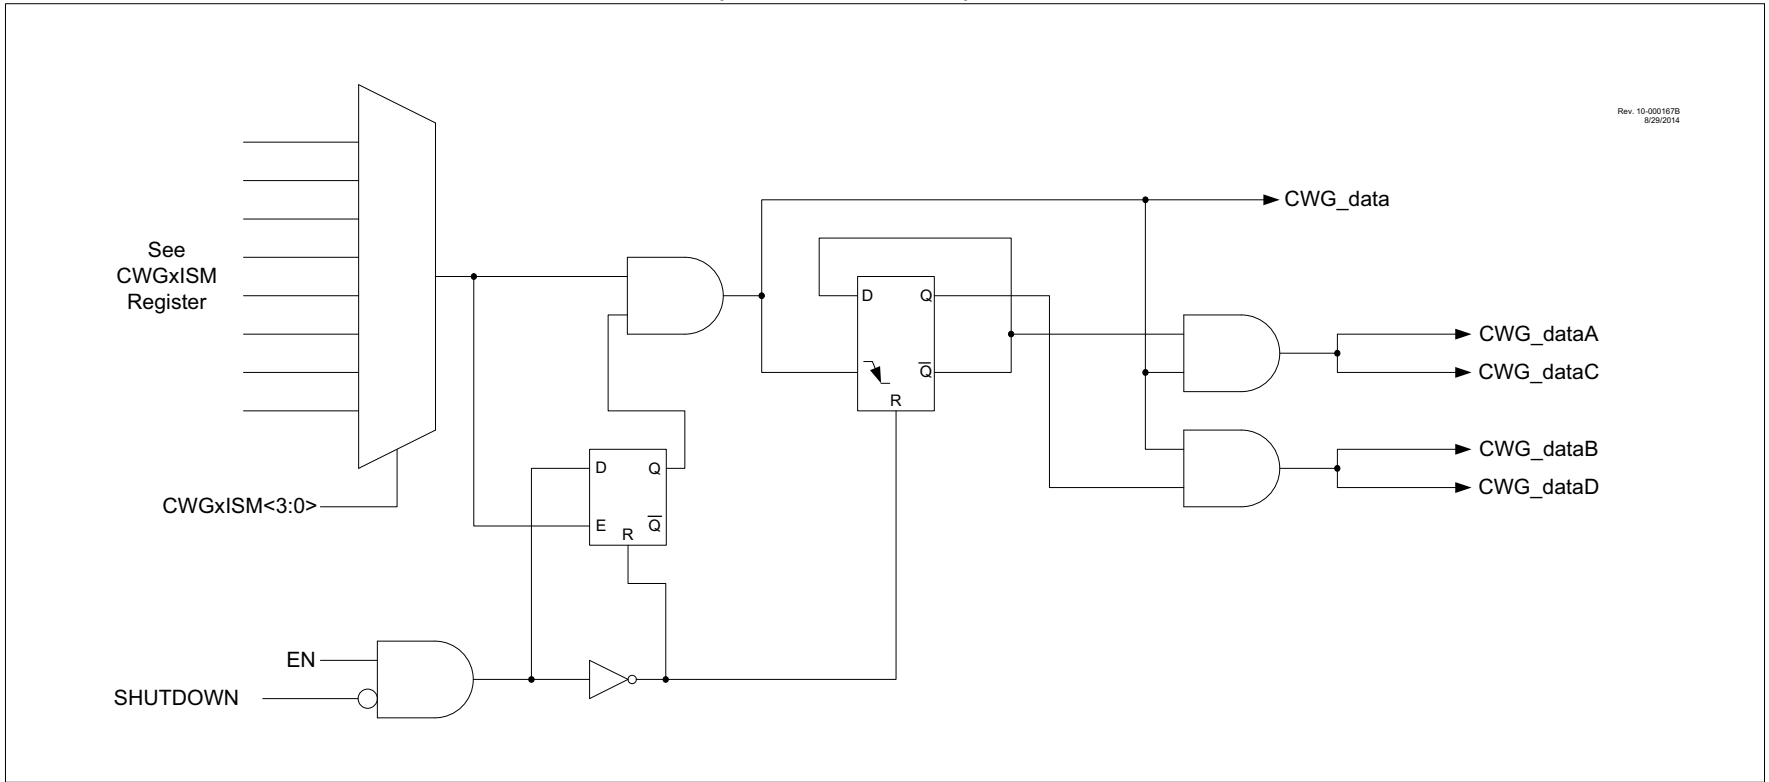 Rev. 10-000167B
8/29/2014
CWG_data
See
CWGxISM
Register
D
Q
Q̅
R
CWG_dataA
CWG_dataC
CWG_dataB
CWG_dataD
D
Q
E
Q̅
R
CWGxISM<3:0>
EN
SHUTDOWN